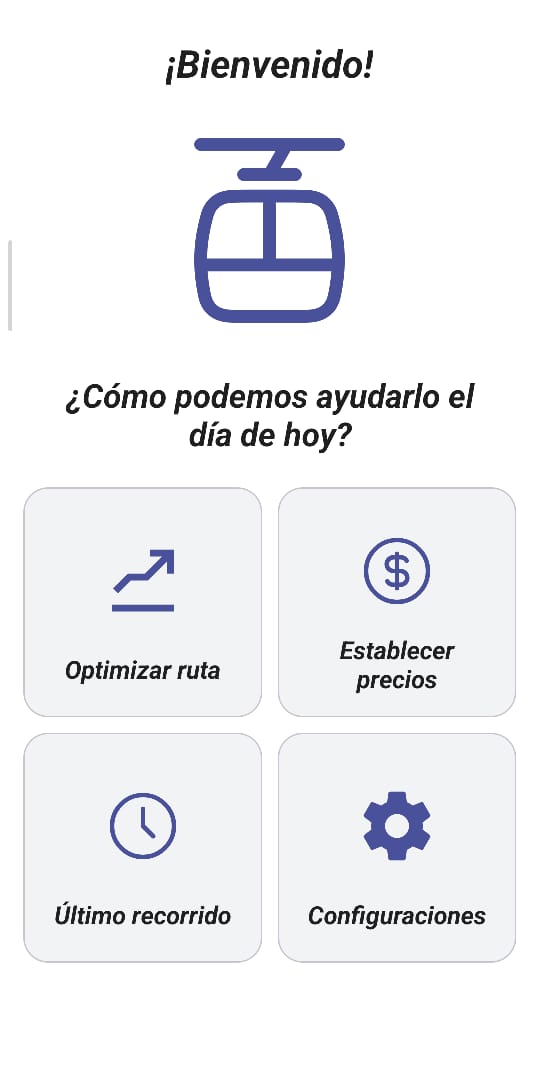 ¡Bienvenido!
¿Cómo podemos ayudarlo el
día de hoy?
Optimizar ruta
Establecer
precios
Último recorrido
Configuraciones